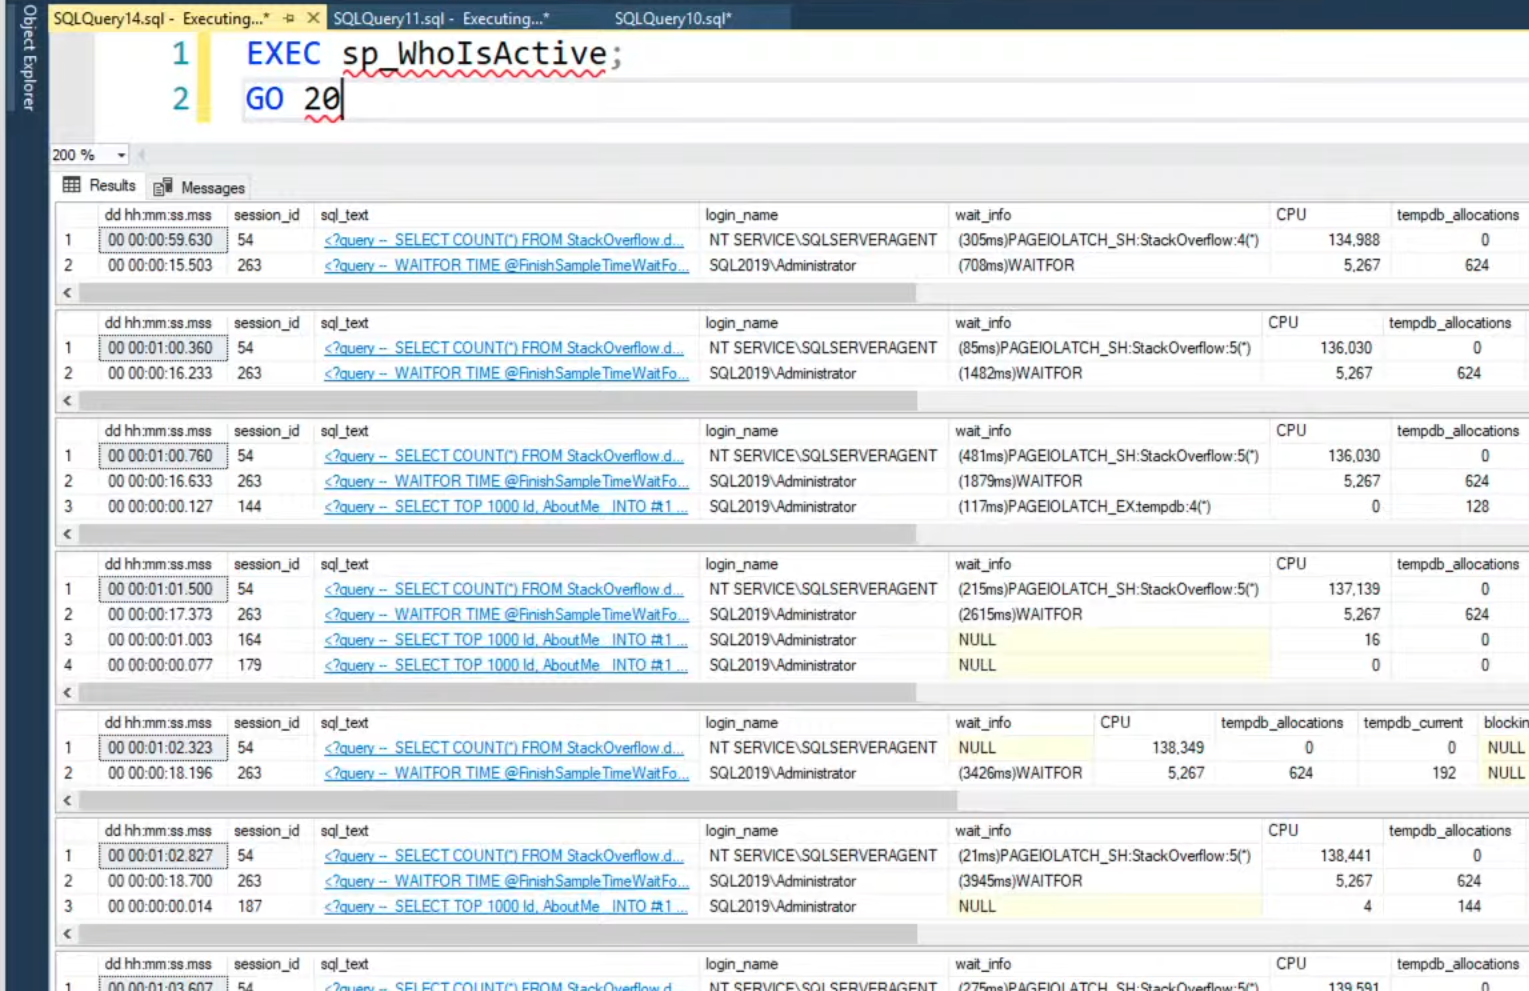 Object Explorer
SQLQuery14.sql - Executing...* SQLQuery11.sql - Executing...* SQLQuery10.sql*
1 EXEC sp_WhoIsActive;
2 GO 20
200 %
Results Messages
dd hh:mm:ss.mss session_id sql_text login_name wait_info CPU tempdb_allocations
1 00 00:00:59.630 54 <?query -- SELECT COUNT(*) FROM StackOverflow.d... NT SERVICE\SQLSERVERAGENT (305ms)PAGEIOLATCH_SH:StackOverflow:4(*) 134,988 0
2 00 00:00:15.503 263 <?query -- WAITFOR TIME @FinishSampleTimeWaitFo... SQL2019\Administrator (708ms)WAITFOR 5,267 624
dd hh:mm:ss.mss session_id sql_text login_name wait_info CPU tempdb_allocations
1 00 00:01:00.360 54 <?query -- SELECT COUNT(*) FROM StackOverflow.d... NT SERVICE\SQLSERVERAGENT (85ms)PAGEIOLATCH_SH:StackOverflow:5(*) 136,030 0
2 00 00:00:16.233 263 <?query -- WAITFOR TIME @FinishSampleTimeWaitFo... SQL2019\Administrator (1482ms)WAITFOR 5,267 624
dd hh:mm:ss.mss session_id sql_text login_name wait_info CPU tempdb_allocations
1 00 00:01:00.760 54 <?query -- SELECT COUNT(*) FROM StackOverflow.d... NT SERVICE\SQLSERVERAGENT (481ms)PAGEIOLATCH_SH:StackOverflow:5(*) 136,030 0
2 00 00:00:16.633 263 <?query -- WAITFOR TIME @FinishSampleTimeWaitFo... SQL2019\Administrator (1879ms)WAITFOR 5,267 624
3 00 00:00:00.127 144 <?query -- SELECT TOP 1000 Id, AboutMe INTO #t1 ... SQL2019\Administrator (117ms)PAGEIOLATCH_EX:tempdb:4(*) 0 128
dd hh:mm:ss.mss session_id sql_text login_name wait_info CPU tempdb_allocations
1 00 00:01:01.500 54 <?query -- SELECT COUNT(*) FROM StackOverflow.d... NT SERVICE\SQLSERVERAGENT (215ms)PAGEIOLATCH_SH:StackOverflow:5(*) 137,139 0
2 00 00:00:17.373 263 <?query -- WAITFOR TIME @FinishSampleTimeWaitFo... SQL2019\Administrator (2615ms)WAITFOR 5,267 624
3 00 00:00:01.003 164 <?query -- SELECT TOP 1000 Id, AboutMe INTO #t1 ... SQL2019\Administrator NULL 16 0
4 00 00:00:00.077 179 <?query -- SELECT TOP 1000 Id, AboutMe INTO #t1 ... SQL2019\Administrator NULL 0 0
dd hh:mm:ss.mss session_id sql_text login_name wait_info CPU tempdb_allocations tempdb_current blockin
1 00 00:01:02.323 54 <?query -- SELECT COUNT(*) FROM StackOverflow.d... NT SERVICE\SQLSERVERAGENT NULL 138,349 0 0 NULL
2 00 00:00:18.196 263 <?query -- WAITFOR TIME @FinishSampleTimeWaitFo... SQL2019\Administrator (3426ms)WAITFOR 5,267 624 192 NULL
dd hh:mm:ss.mss session_id sql_text login_name wait_info CPU tempdb_allocations
1 00 00:01:02.827 54 <?query -- SELECT COUNT(*) FROM StackOverflow.d... NT SERVICE\SQLSERVERAGENT (21ms)PAGEIOLATCH_SH:StackOverflow:5(*) 138,441 0
2 00 00:00:18.700 263 <?query -- WAITFOR TIME @FinishSampleTimeWaitFo... SQL2019\Administrator (3945ms)WAITFOR 5,267 624
3 00 00:00:00.014 187 <?query -- SELECT TOP 1000 Id, AboutMe INTO #t1 ... SQL2019\Administrator NULL 4 144
dd hh:mm:ss.mss session_id sql_text login_name wait_info CPU tempdb_allocations
1 00 00:01:03.607 54 <?query -- SELECT COUNT(*) FROM StackOverflow.d... NT SERVICE\SQLSERVERAGENT (275ms)PAGEIOLATCH_SH:StackOverflow:5(*) 139,591 0